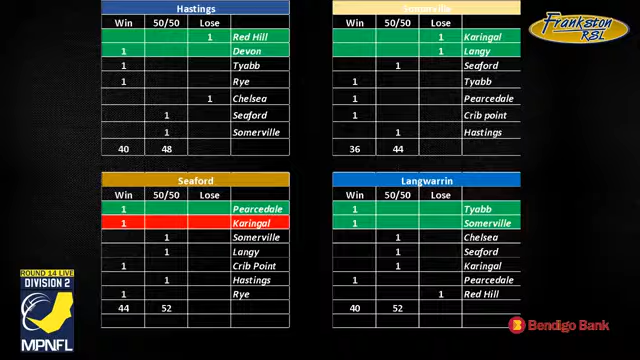 Hastings
Win 50/50 Lose
1 Red Hill
1 Devon
1 Tyabb
1 Rye
1 Chelsea
1 Seaford
1 Somerville
40 48
Somerville
Win 50/50 Lose
1 Karingal
1 Langy
1 Seaford
1 Tyabb
1 Pearcedale
1 Crib point
1 Hastings
36 44
Frankston
RSL
Seaford
Win 50/50 Lose
1 Pearcedale
1 Karingal
1 Somerville
1 Langy
1 Crib Point
1 Hastings
1 Rye
44 52
Langwarrin
Win 50/50 Lose
1 Tyabb
1 Somerville
1 Chelsea
1 Seaford
1 Karingal
1 Pearcedale
1 Red Hill
40 52
ROUND 14 LIVE
DIVISION 2
MPNFL
Bendigo Bank